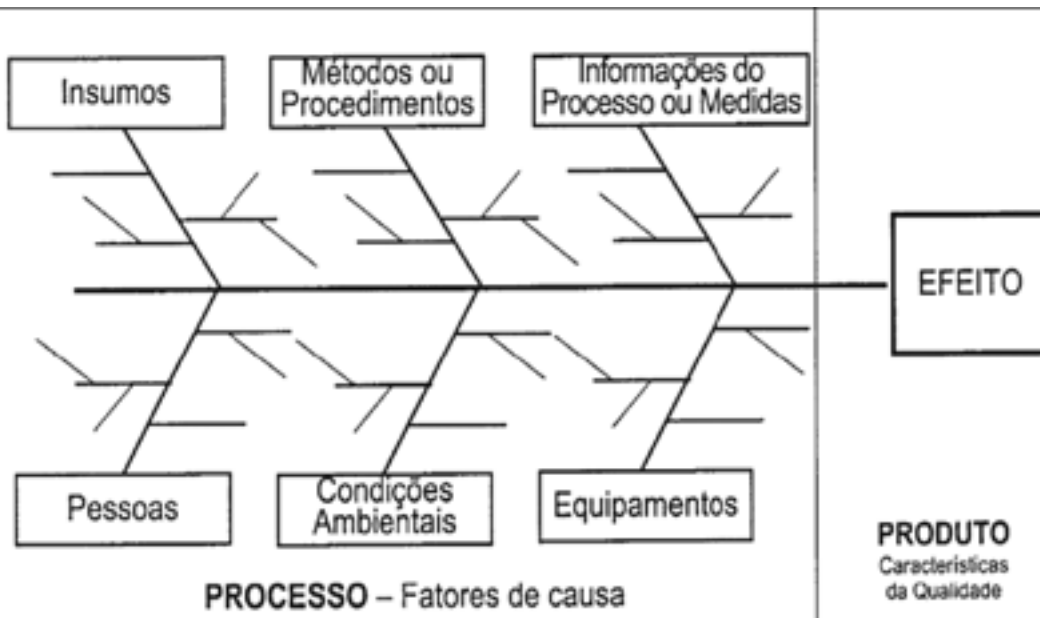 Insumos
Métodos ou
Procedimentos
Informações do
Processo ou Medidas
EFEITO
Pessoas
Condições
Ambientais
Equipamentos
PROCESSO – Fatores de causa
PRODUTO
Características
da Qualidade